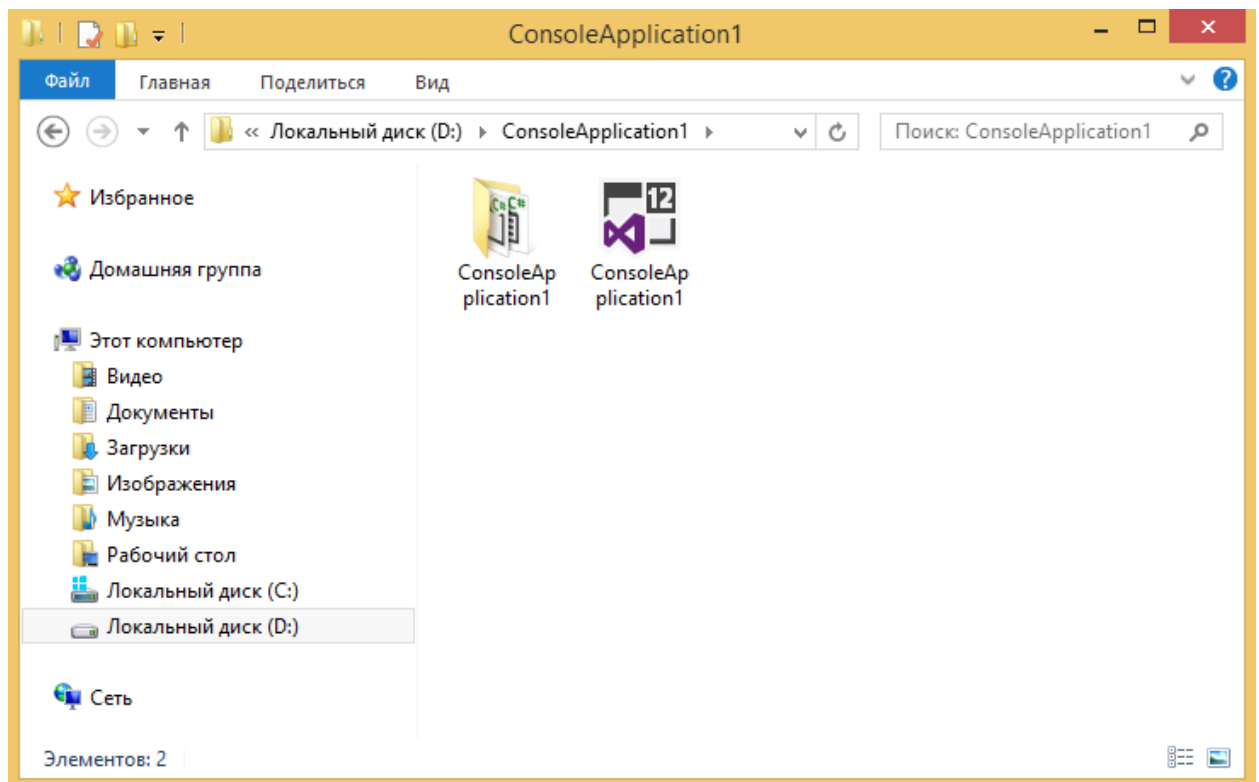 ConsoleApplication1
Файл Главная Поделиться Вид
« Локальный диск (D:) ConsoleApplication1 Поиск: ConsoleApplication1
Избранное
Домашняя группа
Этот компьютер
Видео
Документы
Загрузки
Изображения
Музыка
Рабочий стол
Локальный диск (C:)
Локальный диск (D:)
Сеть
C# C#
ConsoleAp
plication1
12
ConsoleAp
plication1
Элементов: 2